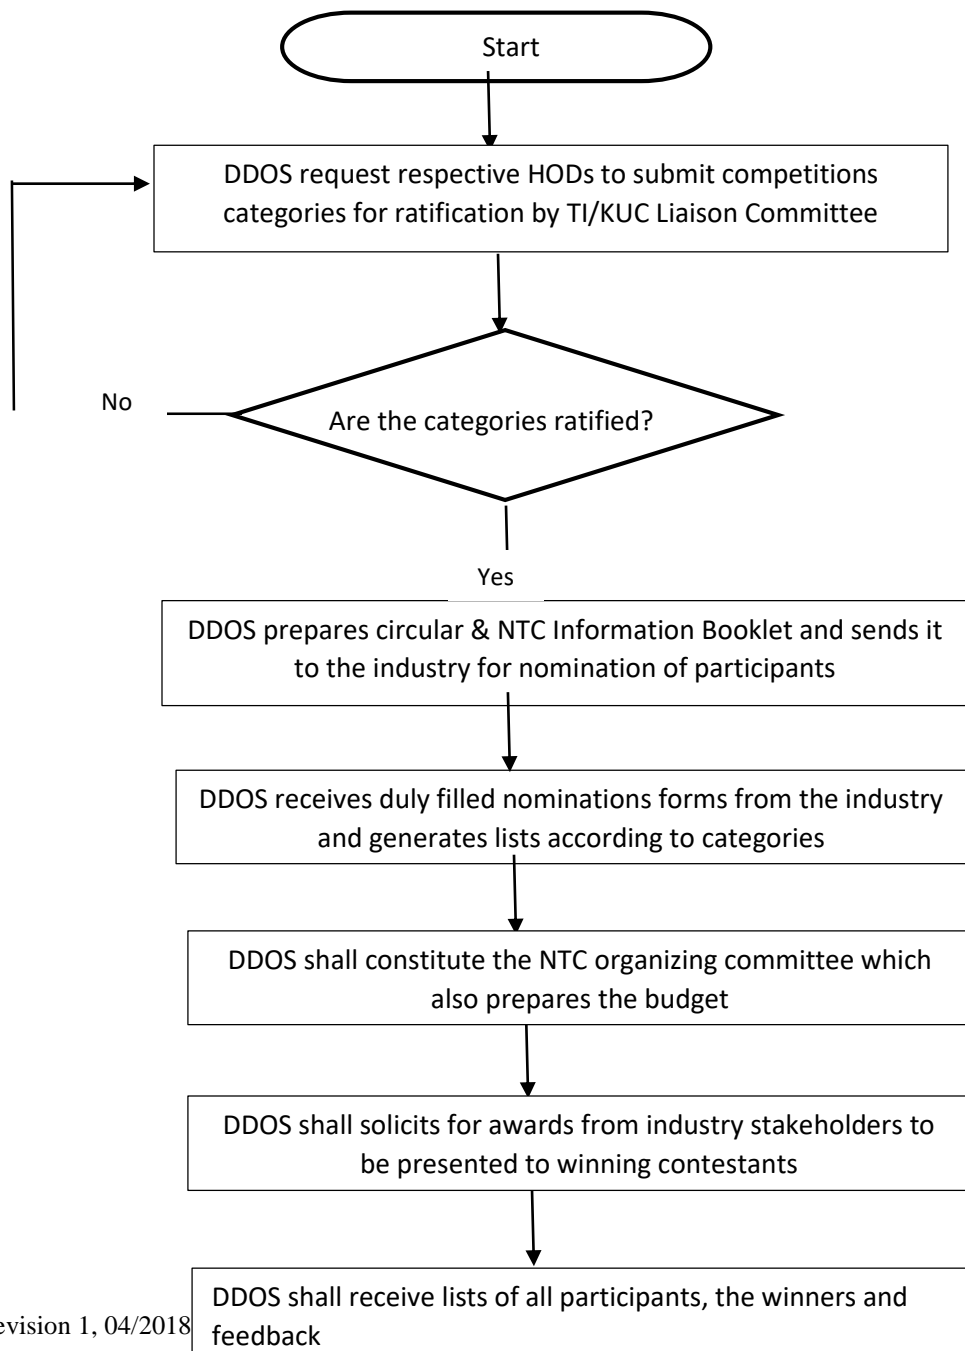 Start
DDOS request respective HODs to submit competitions
categories for ratification by TI/KUC Liaison Committee
No
Are the categories ratified?
Yes
DDOS prepares circular & NTC Information Booklet and sends it
to the industry for nomination of participants
DDOS receives duly filled nominations forms from the industry
and generates lists according to categories
DDOS shall constitute the NTC organizing committee which
also prepares the budget
DDOS shall solicits for awards from industry stakeholders to
be presented to winning contestants
DDOS shall receive lists of all participants, the winners and
feedback
evision 1, 04/2018